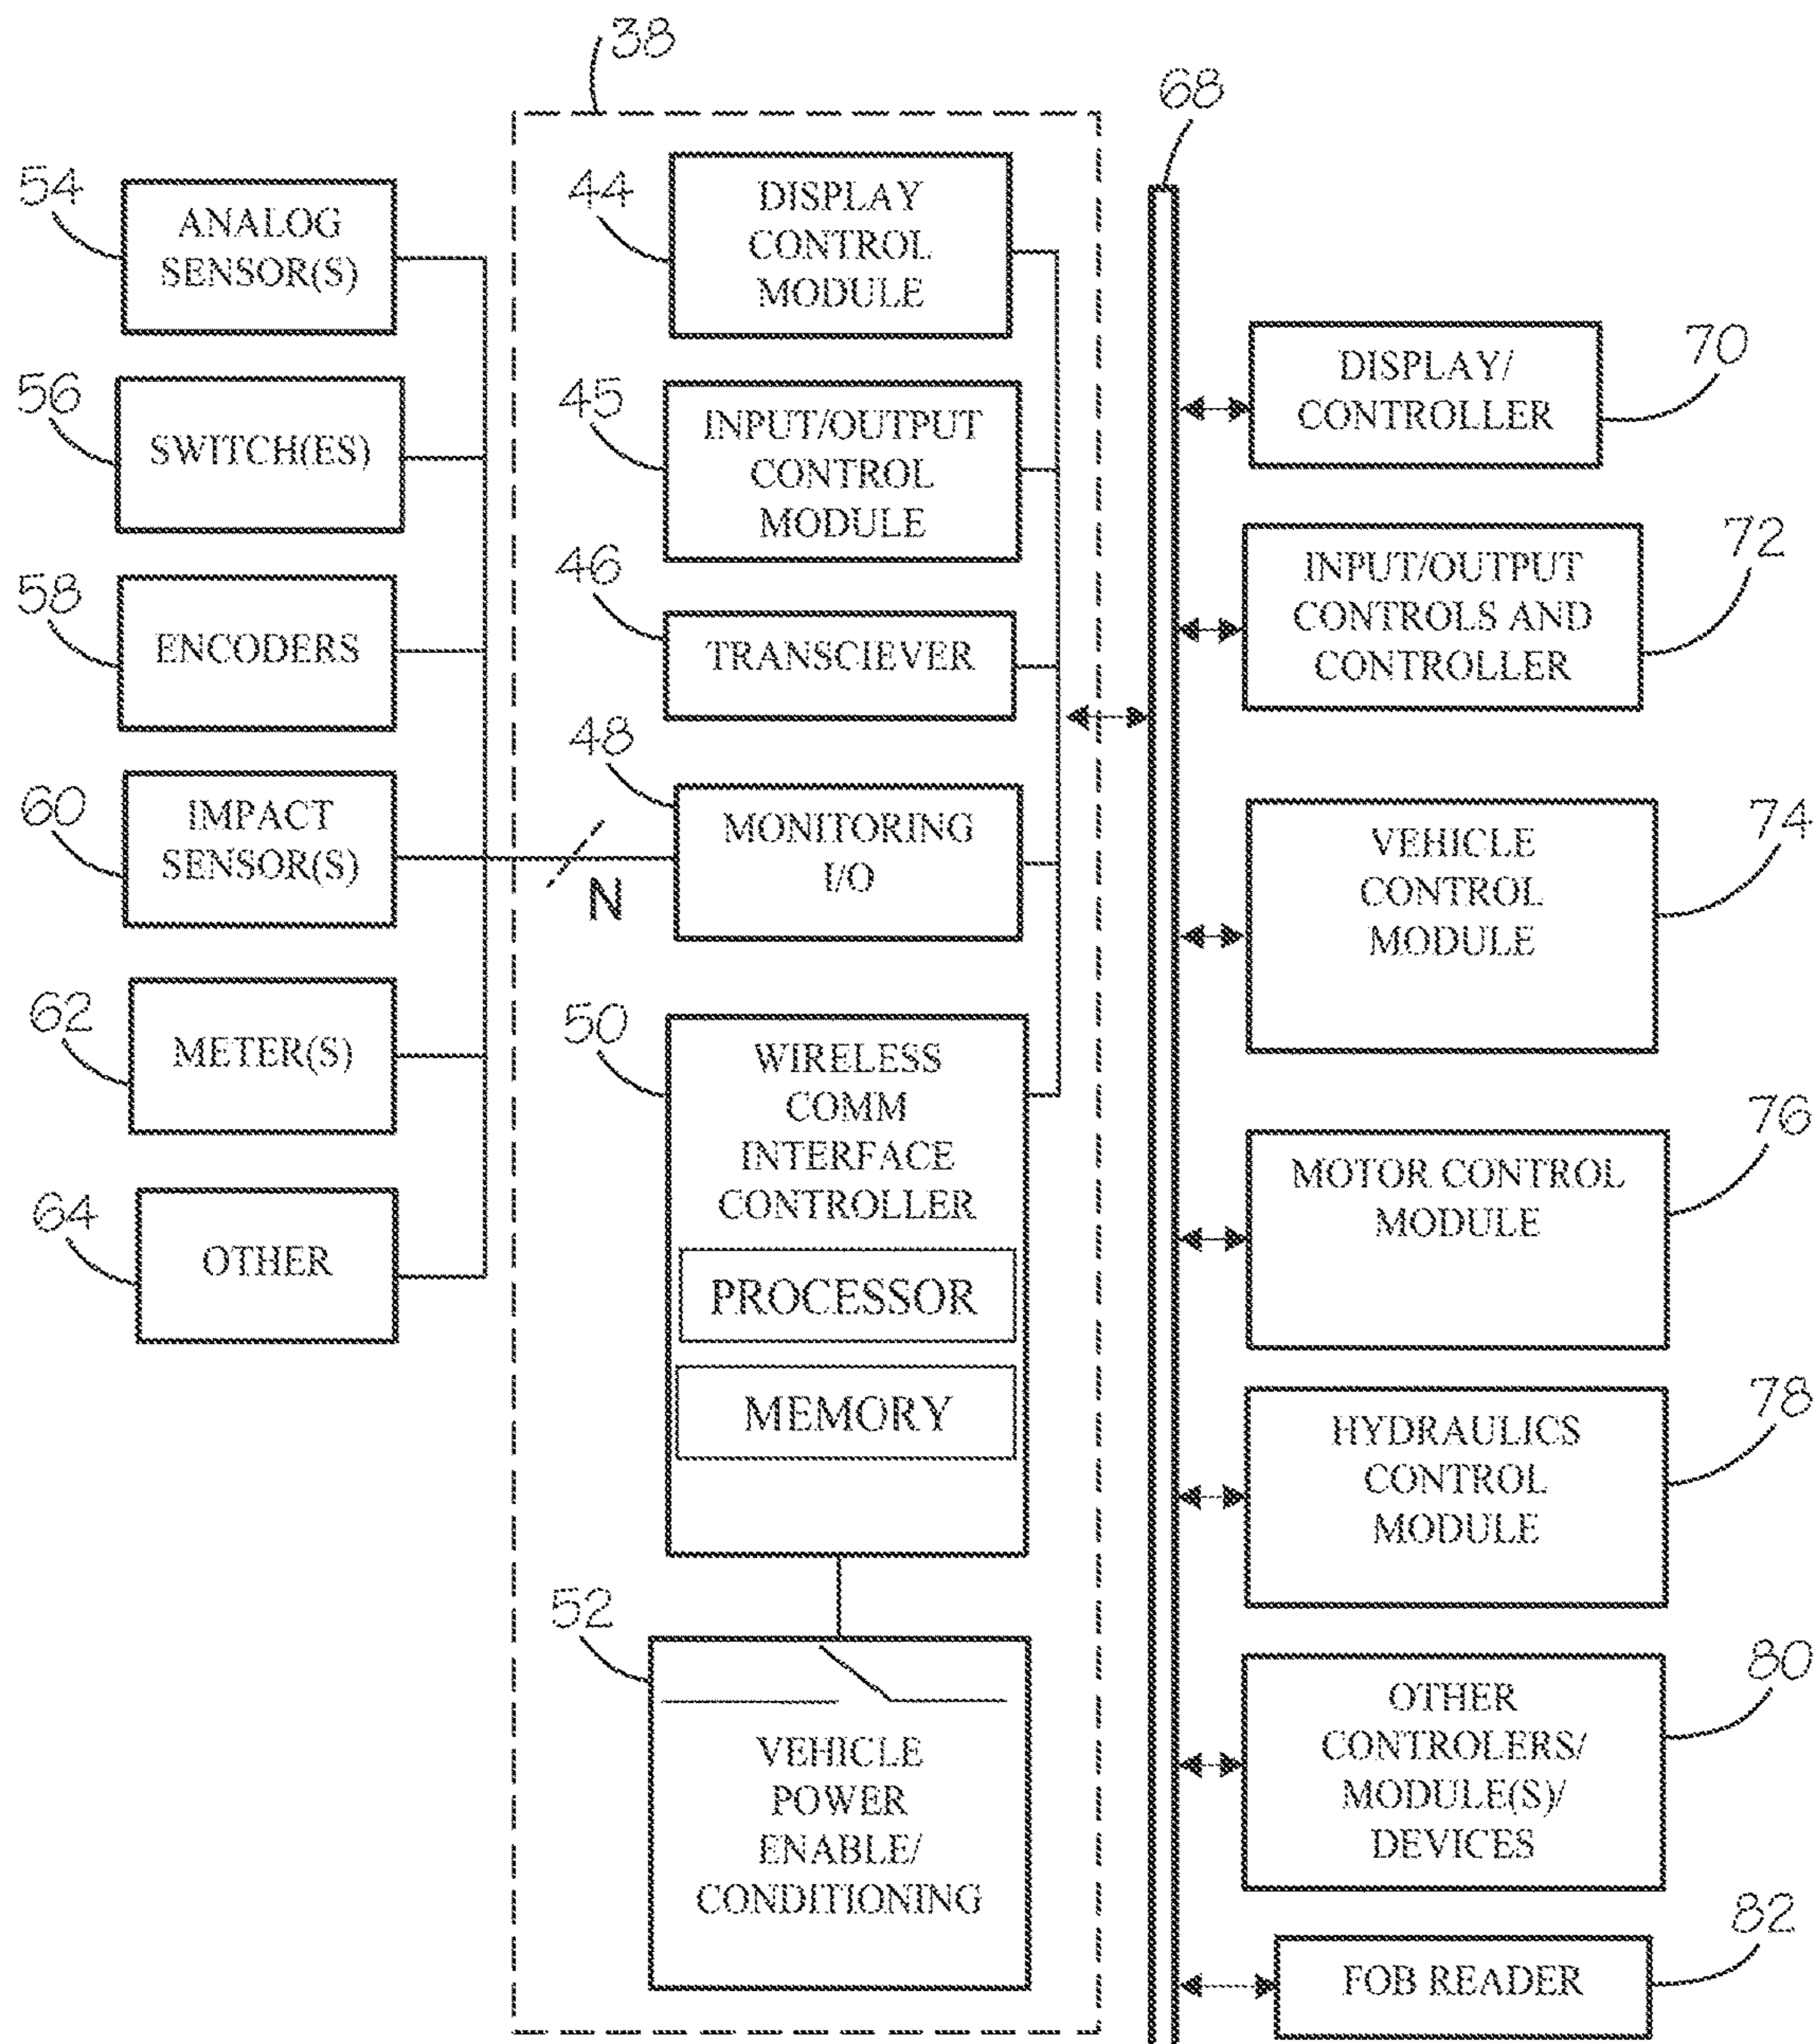 38
68
54
ANALOG
SENSOR(S)
56
SWITCH(ES)
58
ENCODERS
60
IMPACT
SENSOR(S)
62
METER(S)
64
OTHER
N
44
DISPLAY
CONTROL
MODULE
45
INPUT/OUTPUT
CONTROL
MODULE
46
TRANSCIEVER
48
MONITORING
I/O
50
WIRELESS
COMM
INTERFACE
CONTROLLER
PROCESSOR
MEMORY
52
VEHICLE
POWER
ENABLE/
CONDITIONING
70
DISPLAY/
CONTROLLER
72
INPUT/OUTPUT
CONTROLS AND
CONTROLLER
74
VEHICLE
CONTROL
MODULE
76
MOTOR CONTROL
MODULE
78
HYDRAULICS
CONTROL
MODULE
80
OTHER
CONTROLERS/
MODULE(S)/
DEVICES
82
FOB READER